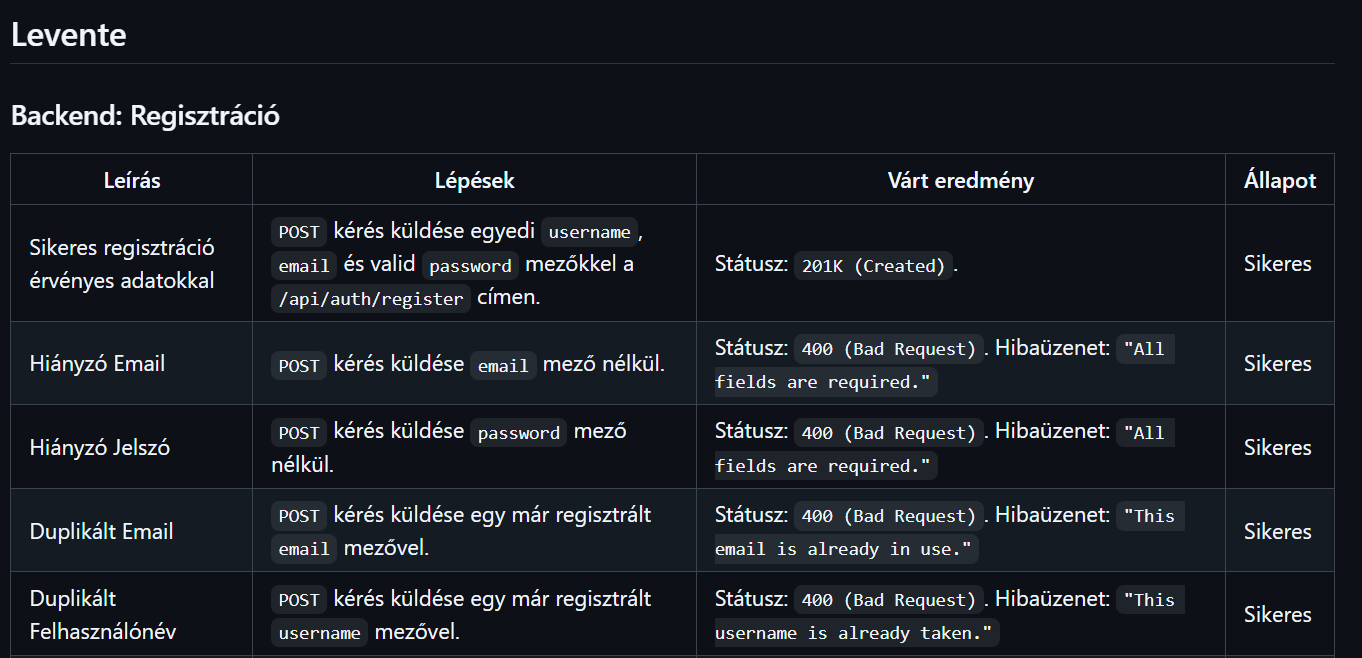 Levente
Backend: Regisztráció
Leírás Lépések Várt eredmény Állapot
Sikeres regisztráció
érvényes adatokkal
POST kérés küldése egyedi username,
email és valid password mezőkkel a
/api/auth/register címen.
Státusz: 201K (Created).
Sikeres
Hiányzó Email
POST kérés küldése email mező nélkül.
Státusz: 400 (Bad Request). Hibaüzenet: "All
fields are required."
Sikeres
Hiányzó Jelszó
POST kérés küldése password mező
nélkül.
Státusz: 400 (Bad Request). Hibaüzenet: "All
fields are required."
Sikeres
Duplikált Email
POST kérés küldése egy már regisztrált
email mezővel.
Státusz: 400 (Bad Request). Hibaüzenet: "This
email is already in use."
Sikeres
Duplikált
Felhasználónév
POST kérés küldése egy már regisztrált
username mezővel.
Státusz: 400 (Bad Request). Hibaüzenet: "This
username is already taken."
Sikeres